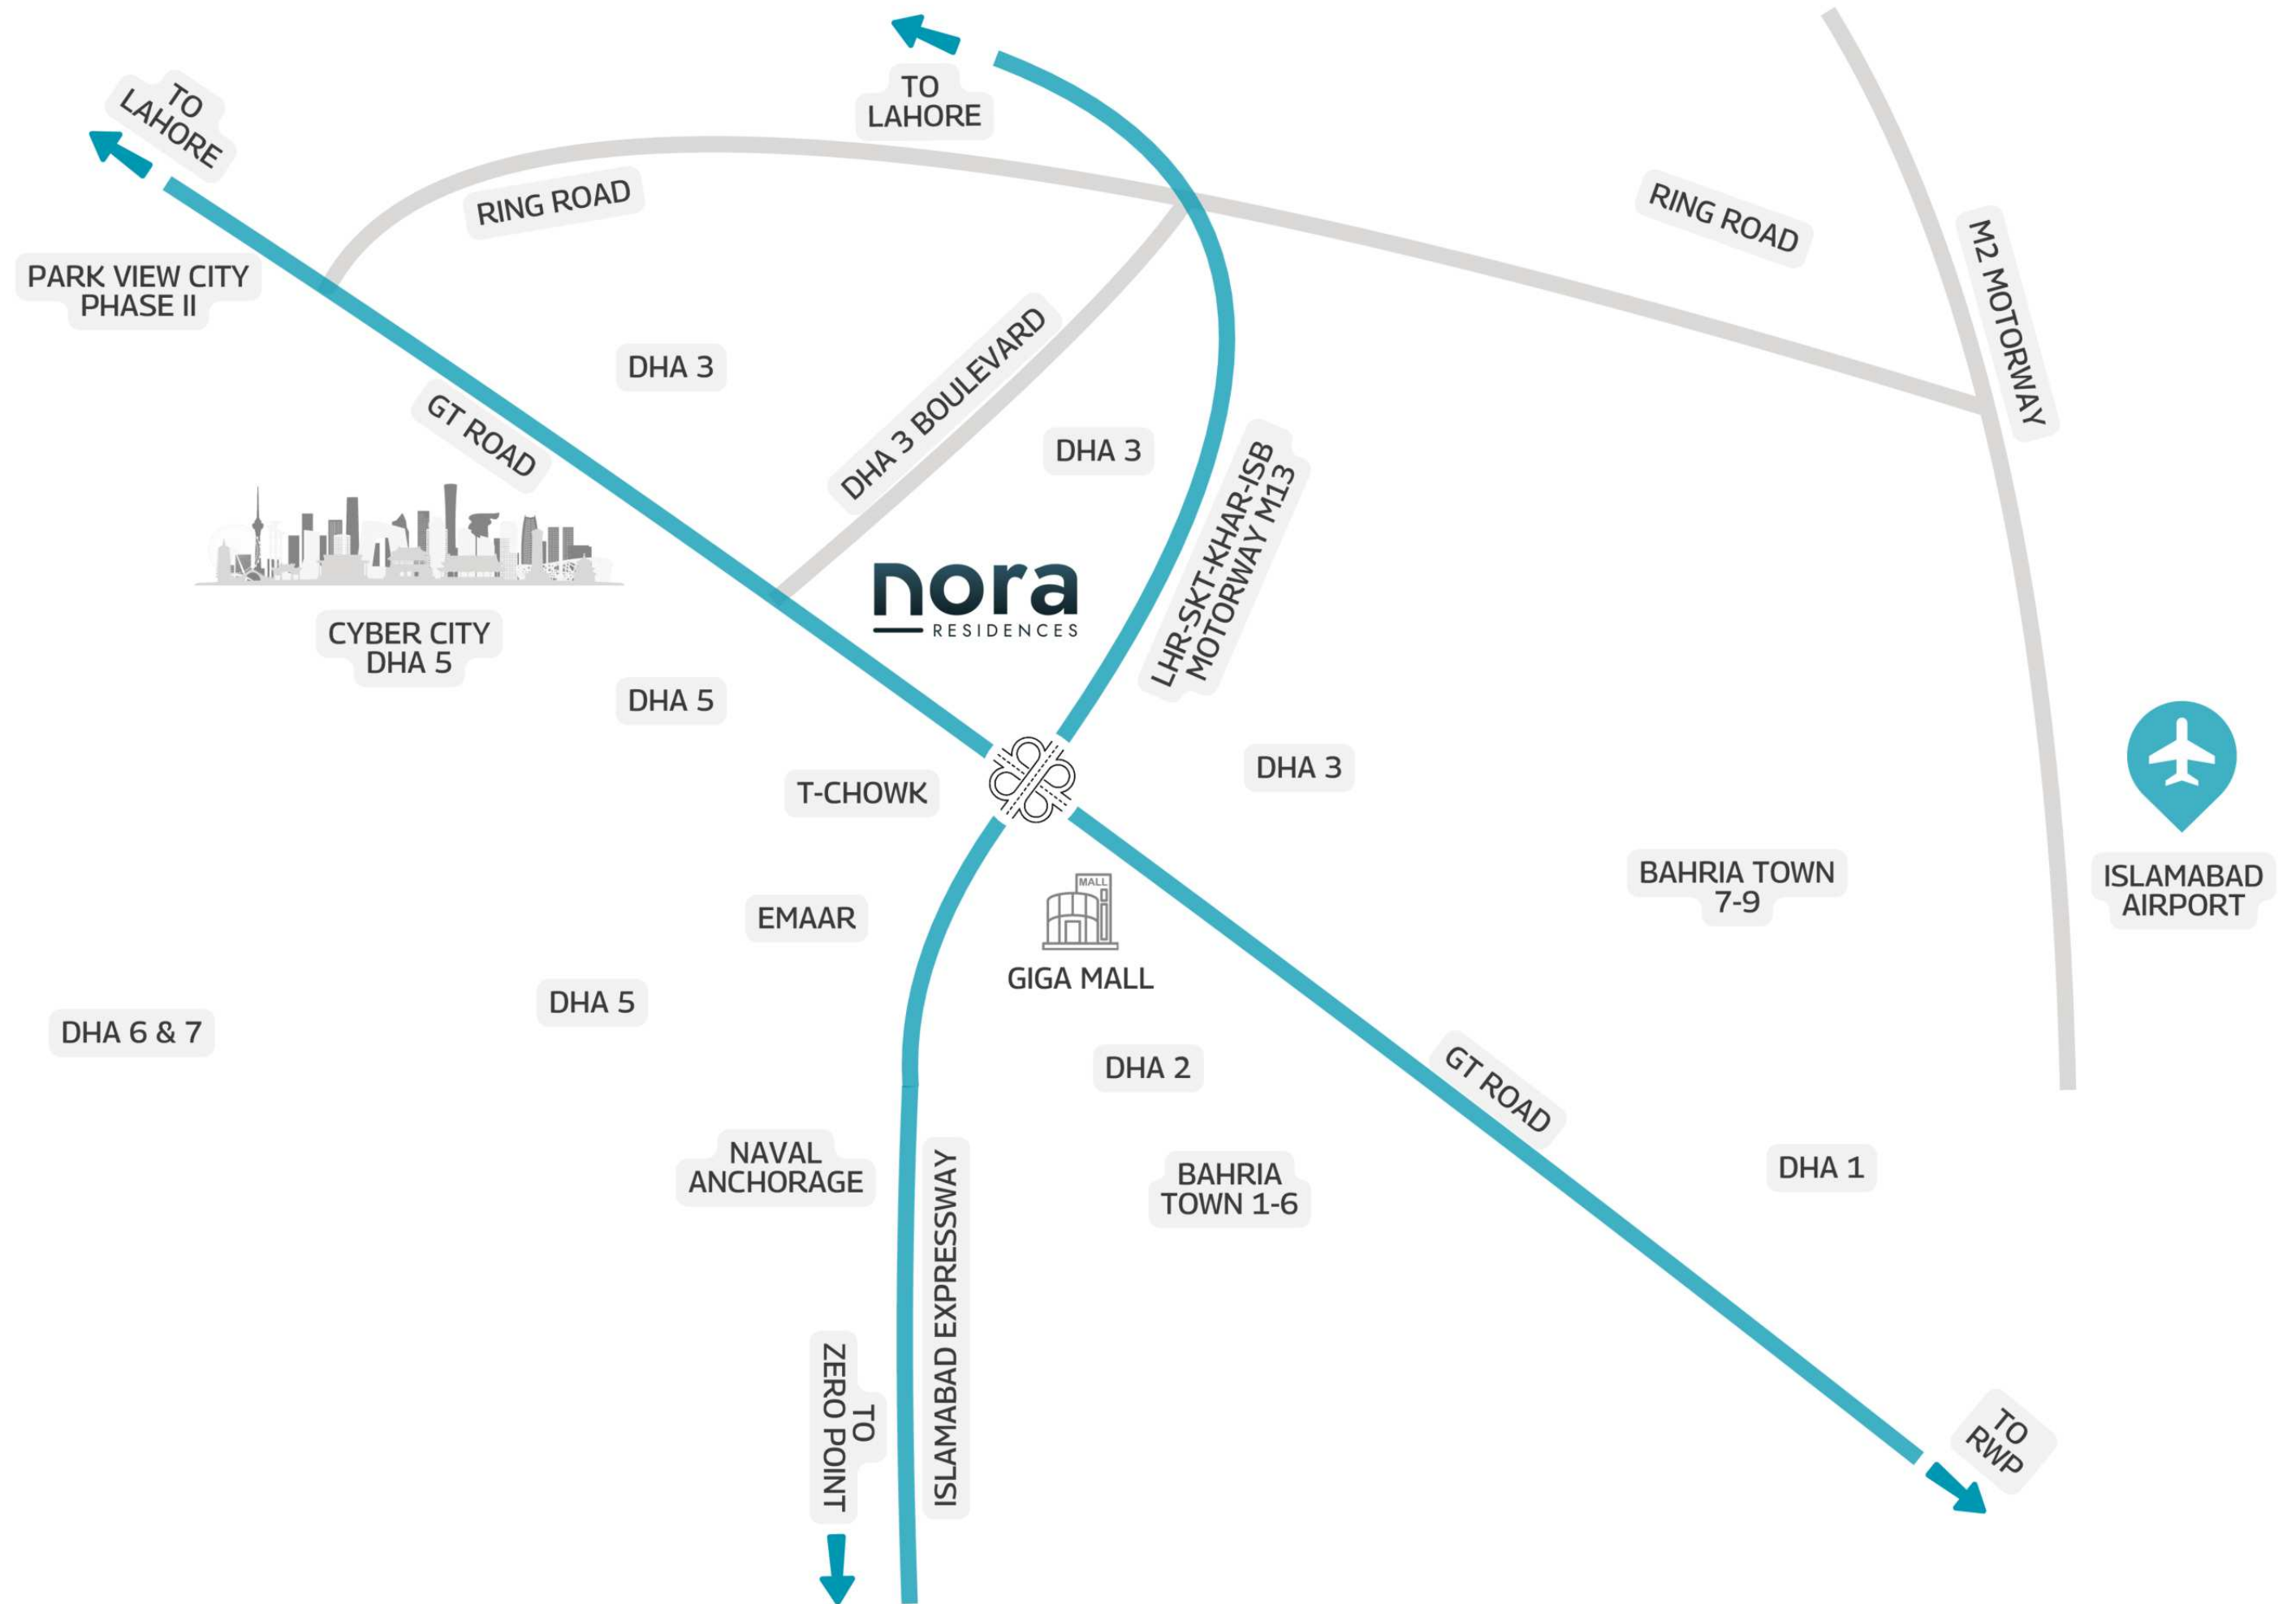 TO
LAHORE
TO
LAHORE
RING ROAD
RING ROAD
M2 MOTORWAY
PARK VIEW CITY
PHASE II
DHA 3
DHA 3 BOULEVARD
GT ROAD
DHA 3
LHR-SKT-KHAR-ISB
MOTORWAY M13
nora
RESIDENCES
CYBER CITY
DHA 5
DHA 5
T-CHOWK
DHA 3
MALL
GIGA MALL
BAHRIA TOWN
7-9
ISLAMABAD
AIRPORT
EMAAR
DHA 5
DHA 6 & 7
DHA 2
GT ROAD
NAVAL
ANCHORAGE
BAHRIA
TOWN 1-6
DHA 1
ISLAMABAD EXPRESSWAY
TO
ZERO POINT
TO
RWP